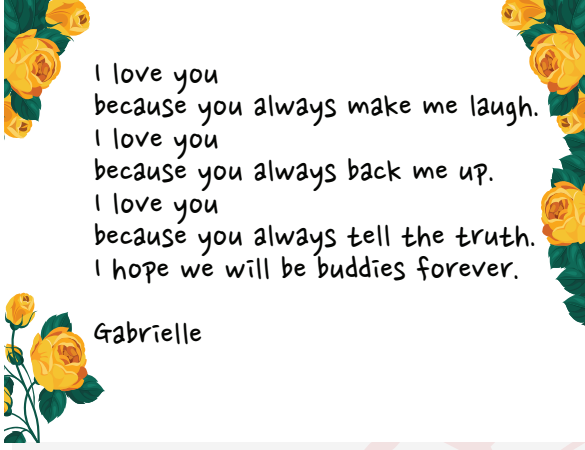 I love you
because you always make me laugh.
I love you
because you always back me up.
I love you
because you always tell the truth.
I hope we will be buddies forever.
Gabrielle